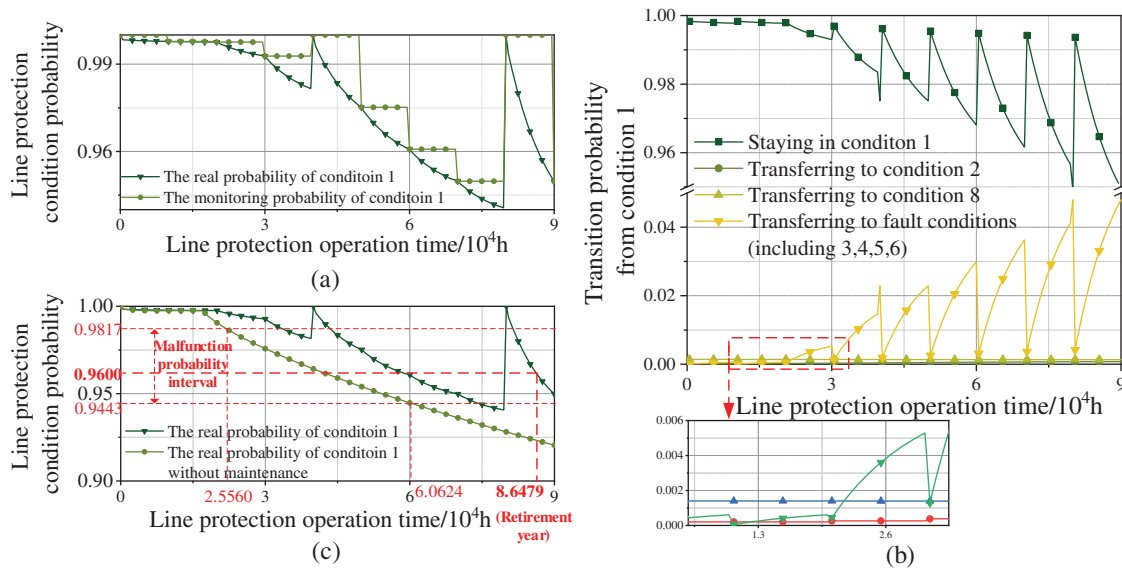 0.99
0.96
Line protection
condition probability
The real probability of conditoin 1
The monitoring probability of conditoin 1
0
3
6
9
Line protection operation time/10⁴h
(a)
1.00
0.9817
0.9600
0.95
0.9443
0.90
Line protection
condition probability
Malfunction
probability
interval
The real probability of conditoin 1
The real probability of conditoin 1
without maintenance
0
3
6
9
2.5560
6.0624
8.6479
(Retirement
year)
Line protection operation time/10⁴h
(c)
1.00
0.98
0.96
0.04
0.02
0.00
Transition probability
from condition 1
Staying in conditon 1
Transferring to condition 2
Transferring to condition 8
Transferring to fault conditions
(including 3,4,5,6)
0
3
6
9
Line protection operation time/10⁴h
0.006
0.004
0.002
0.000
1.3
2.6
(b)